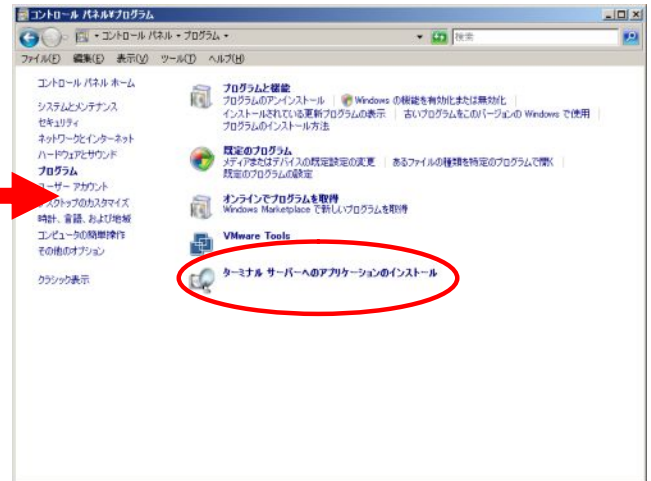 コントロール パネル¥プログラム
コントロール パネル ▸ プログラム ▸
検索
ファイル(F) 編集(E) 表示(V) ツール(T) ヘルプ(H)
コントロール パネル ホーム
システムとメンテナンス
セキュリティ
ネットワークとインターネット
ハードウェアとサウンド
プログラム
ユーザー アカウント
デスクトップのカスタマイズ
時計、言語、および地域
コンピュータの簡単操作
その他のオプション
クラシック表示
プログラムと機能
プログラムのアンインストール Windows の機能を有効化または無効化
インストールされている更新プログラムの表示 古いプログラムをこのバージョンの Windows で使用
プログラムのインストール方法
既定のプログラム
メディアまたはデバイスの既定設定の変更 あるファイルの種類を特定のプログラムで開く
既定のプログラムの設定
オンラインでプログラムを取得
Windows Marketplace で新しいプログラムを取得
VMware Tools
ターミナル サーバーへのアプリケーションのインストール